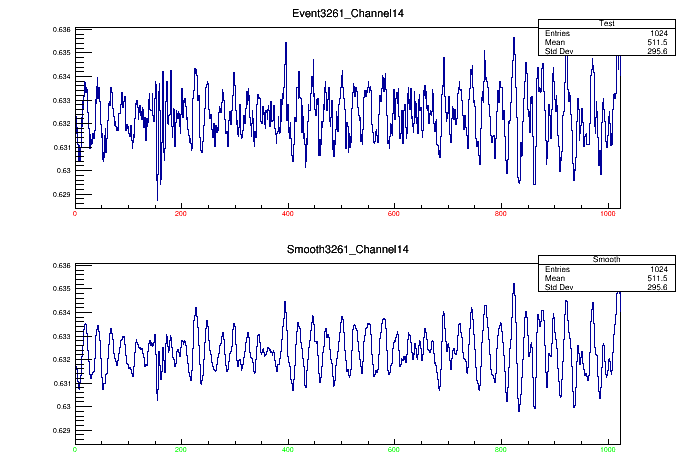 Event3261_Channel14
Test
Entries 1024
Mean 511.5
Std Dev 295.6
0.636
0.635
0.634
0.633
0.632
0.631
0.63
0.629
0 200 400 600 800 1000
Smooth3261_Channel14
Smooth
Entries 1024
Mean 511.5
Std Dev 295.6
0.636
0.635
0.634
0.633
0.632
0.631
0.63
0.629
0 200 400 600 800 1000